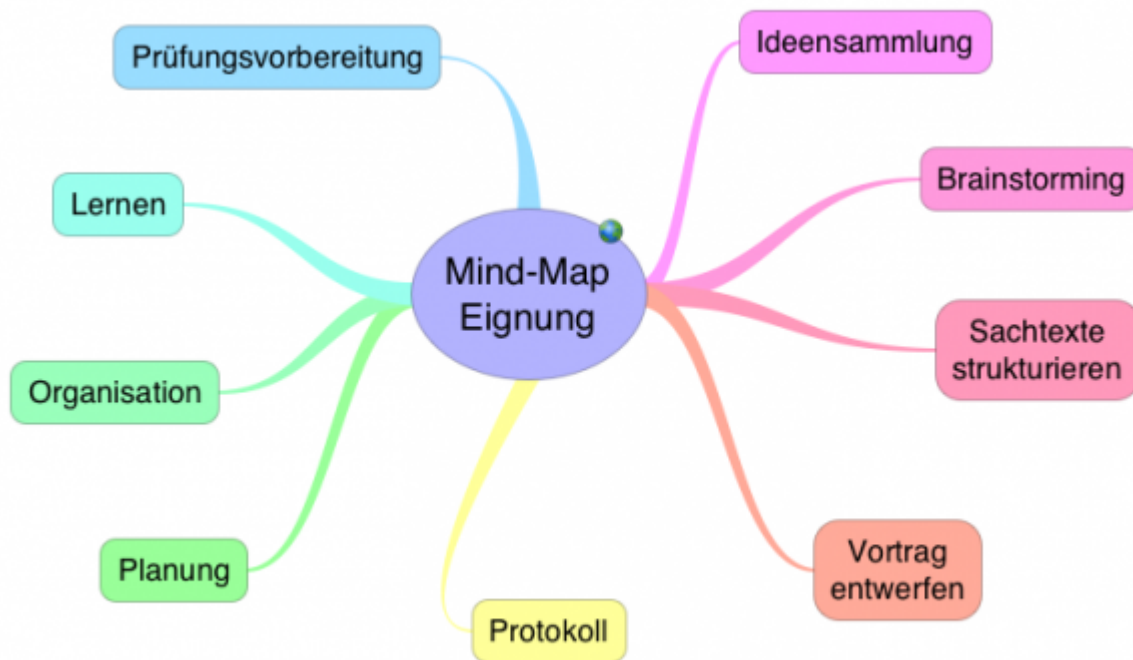 Mind-Map
Eignung
Ideensammlung
Brainstorming
Sachtexte
strukturieren
Vortrag
entwerfen
Protokoll
Planung
Organisation
Lernen
Prüfungsvorbereitung